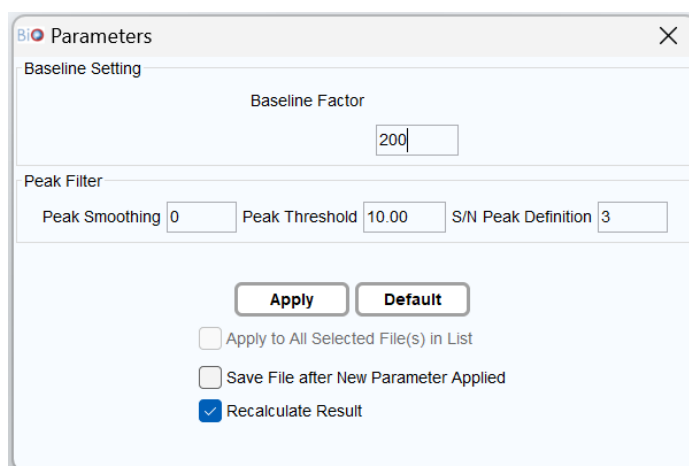 BiO Parameters
Baseline Setting
Baseline Factor
200
Peak Filter
Peak Smoothing 0 Peak Threshold 10.00 S/N Peak Definition 3
Apply Default
Apply to All Selected File(s) in List
Save File after New Parameter Applied
Recalculate Result